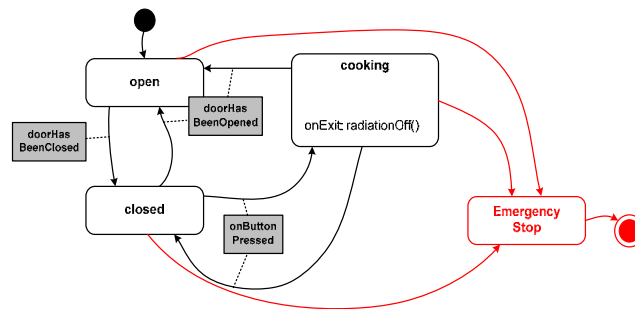 open
cooking
onExit: radiationOff()
doorHas
BeenOpened
doorHas
BeenClosed
closed
onButton
Pressed
Emergency
Stop